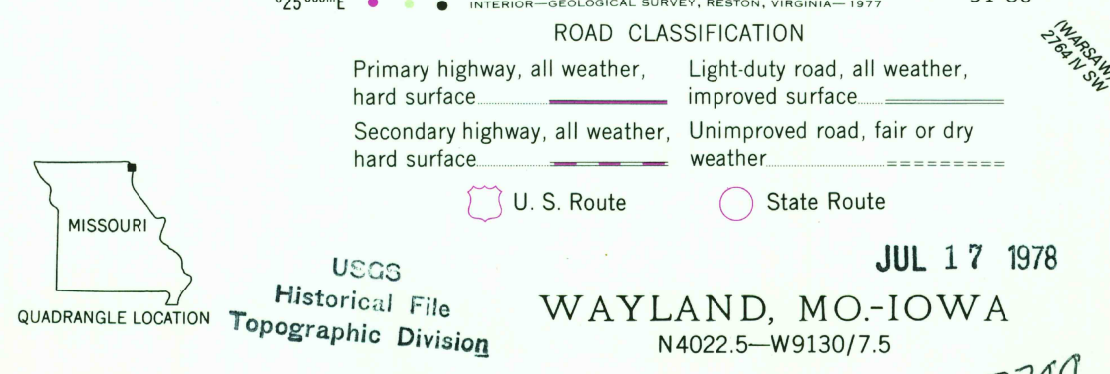 INTERIOR—GEOLOGICAL SURVEY, RESTON, VIRGINIA—1977
ROAD CLASSIFICATION
Primary highway, all weather,
hard surface
Light-duty road, all weather,
improved surface
Secondary highway, all weather,
hard surface
Unimproved road, fair or dry
weather
U. S. Route
State Route
(WARSAW)
2764 IV SW
MISSOURI
QUADRANGLE LOCATION
USGS
Historical File
Topographic Division
JUL 17 1978
WAYLAND, MO.-IOWA
N4022.5—W9130/7.5